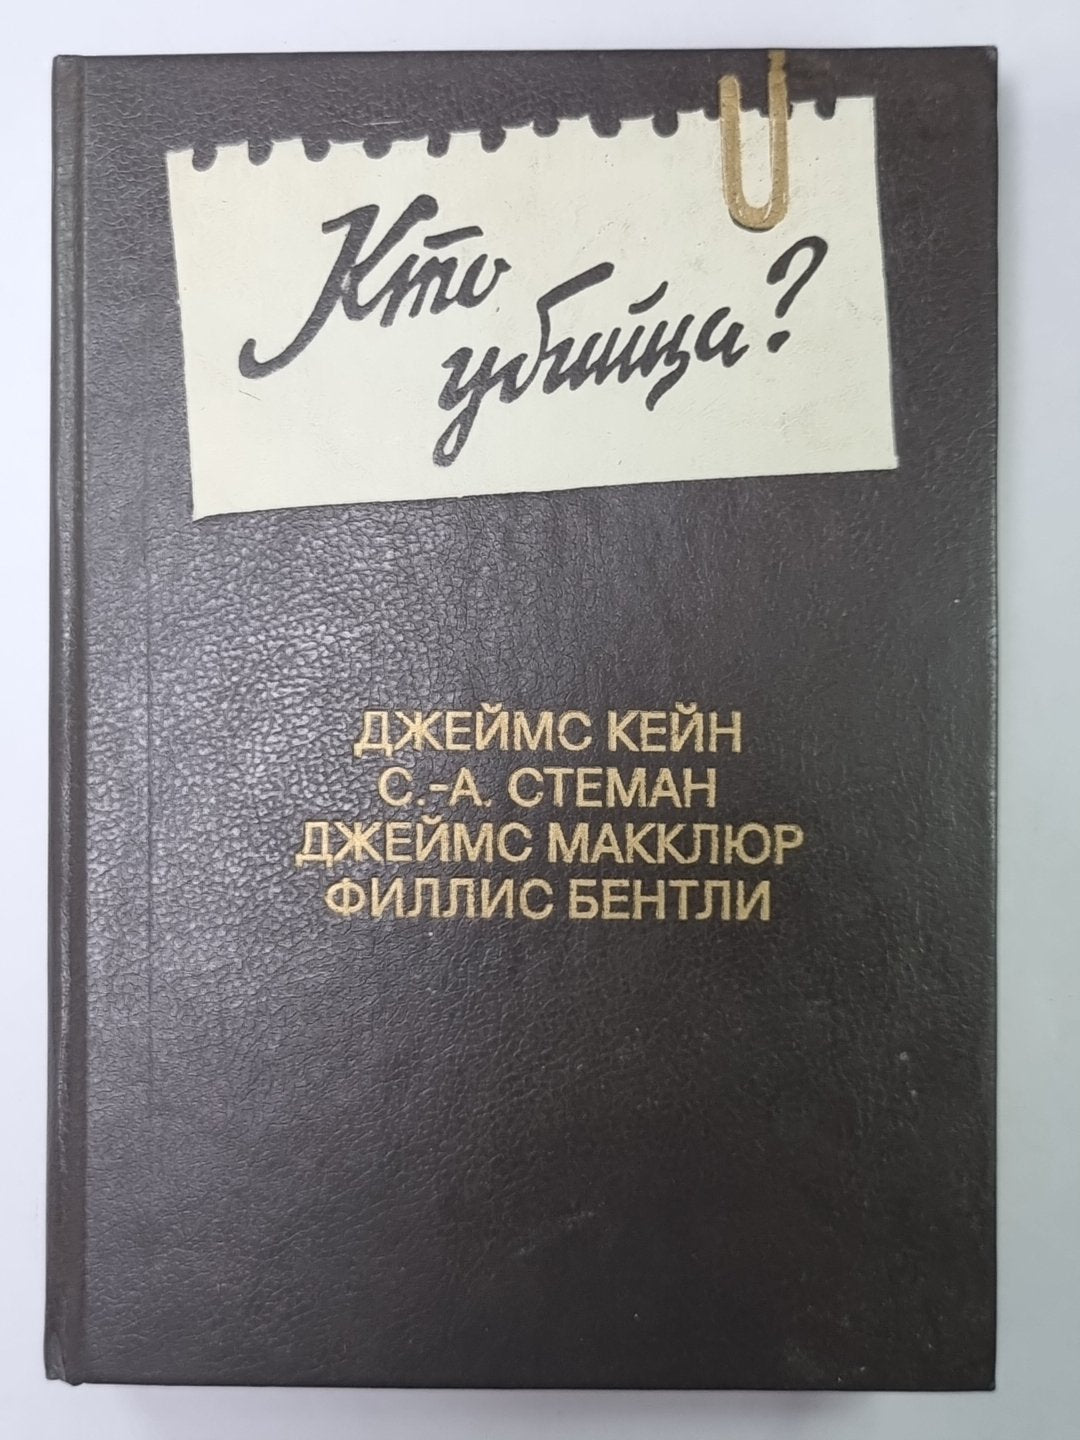 Кто
убийца?
ДЖЕЙМС КЕЙН
С.-А. СТЕМАН
ДЖЕЙМС МАККЛЮР
ФИЛЛИС БЕНТЛИ